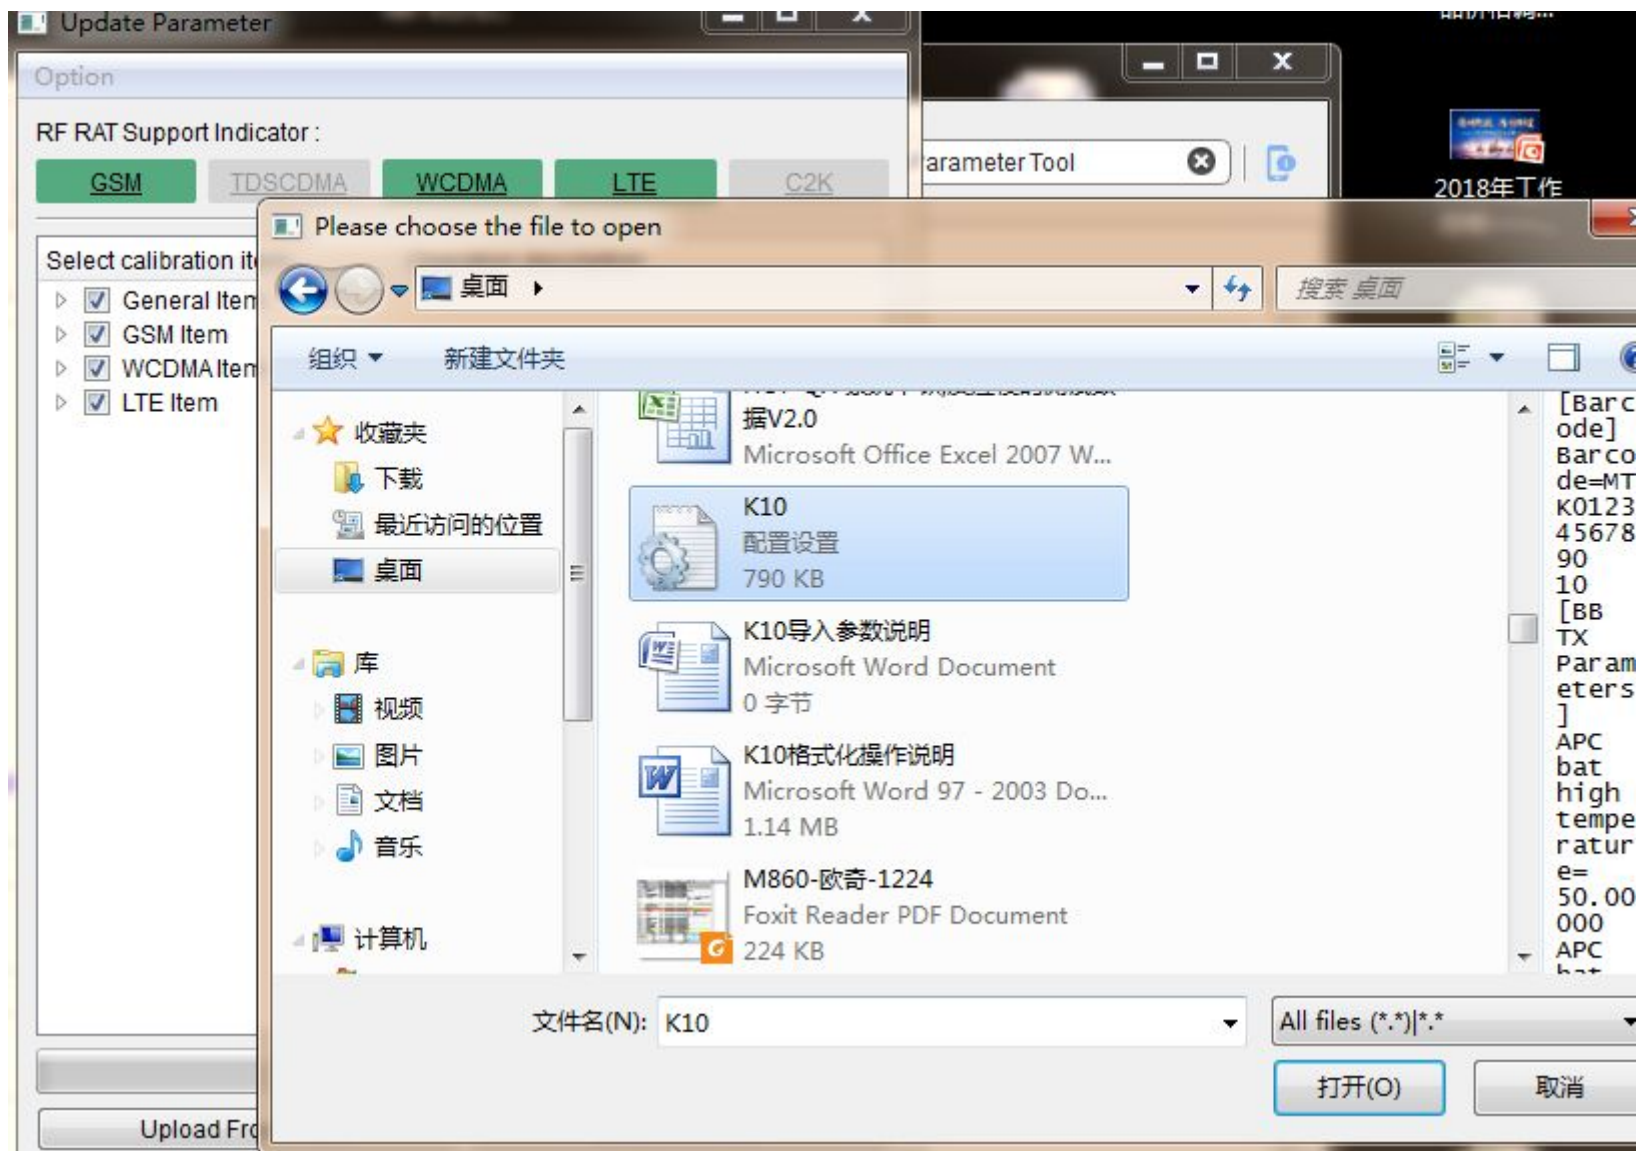 Update Parameter
Option
RF RAT Support Indicator :
GSM
TDSCDMA
WCDMA
LTE
C2K
arameter Tool
2018年工作
Select calibration ite
General Item
GSM Item
WCDMA Item
LTE Item
Please choose the file to open
桌面
搜索 桌面
组织
新建文件夹
收藏夹
下载
最近访问的位置
桌面
库
视频
图片
文档
音乐
计算机
据V2.0
Microsoft Office Excel 2007 W...
K10
配置设置
790 KB
K10导入参数说明
Microsoft Word Document
0 字节
K10格式化操作说明
Microsoft Word 97 - 2003 Do...
1.14 MB
M860-欧奇-1224
Foxit Reader PDF Document
224 KB
[Barc
ode]
Barco
de=MT
K0123
45678
90
10
[BB
TX
Param
eters
]
APC
bat
high
tempe
ratur
e=
50.00
000
APC
bat
文件名(N):
K10
All files (*.*)|*.*
打开(O)
取消
Upload Fro